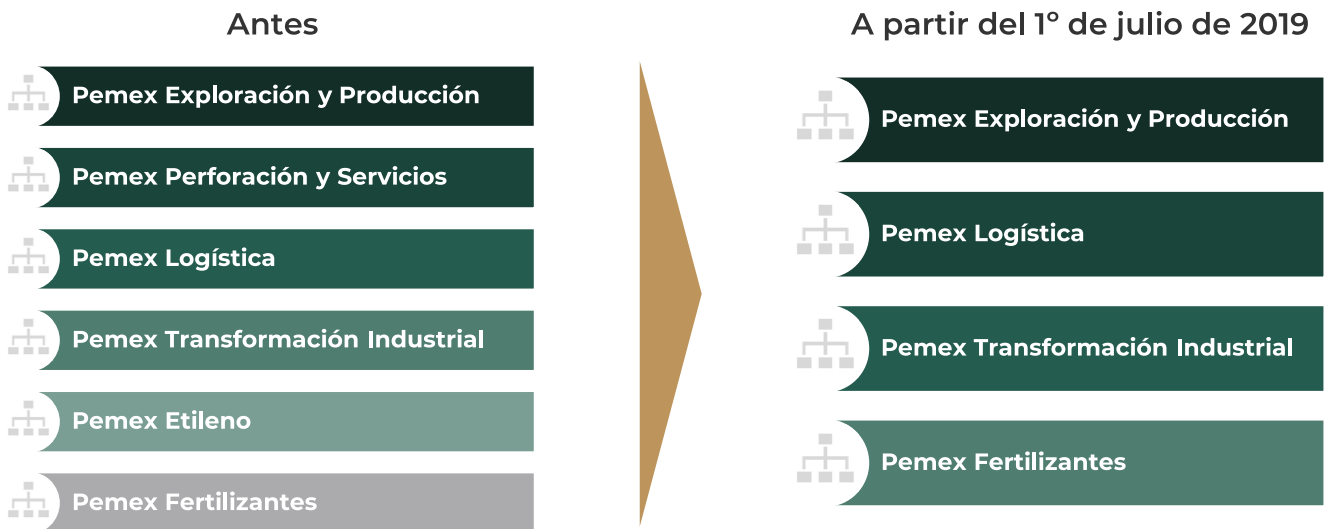 Antes
Pemex Exploración y Producción
Pemex Perforación y Servicios
Pemex Logística
Pemex Transformación Industrial
Pemex Etileno
Pemex Fertilizantes
A partir del 1º de julio de 2019
Pemex Exploración y Producción
Pemex Logística
Pemex Transformación Industrial
Pemex Fertilizantes